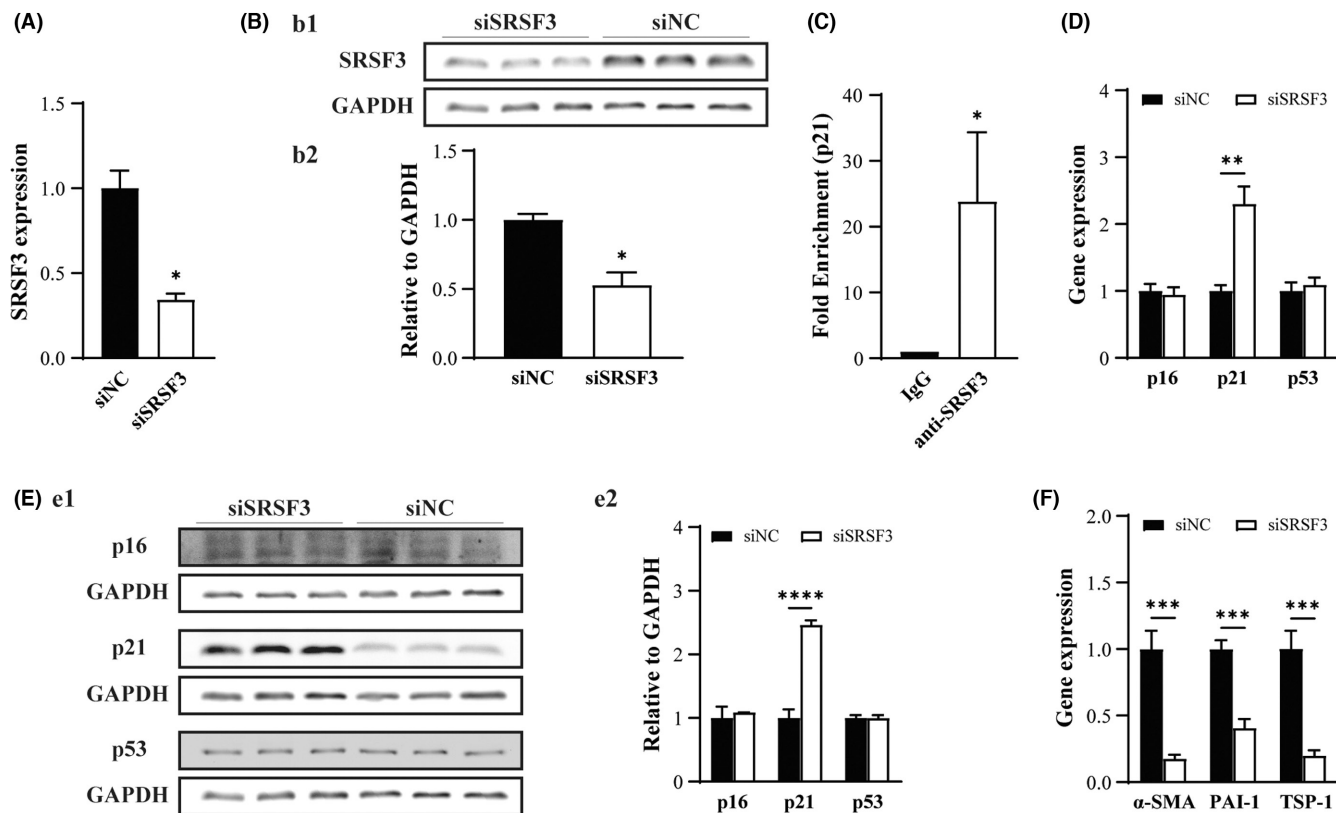 (A)
SRSF3 expression
1.5
1.0
0.5
0.0
siNC
siSRSF3
*
(B) b1
siSRSF3 siNC
SRSF3
GAPDH
b2
Relative to GAPDH
1.5
1.0
0.5
0.0
*
siNC siSRSF3
(C)
Fold Enrichment (p21)
40
30
20
10
0
*
IgG
anti-SRSF3
(D)
siNC siSRSF3
Gene expression
4
3
2
1
0
**
p16 p21 p53
(E) e1
siSRSF3 siNC
p16
GAPDH
p21
GAPDH
p53
GAPDH
e2
siNC siSRSF3
Relative to GAPDH
4
3
2
1
0
****
p16 p21 p53
(F)
siNC siSRSF3
Gene expression
2.0
1.5
1.0
0.5
0.0
*** *** ***
α-SMA PAI-1 TSP-1